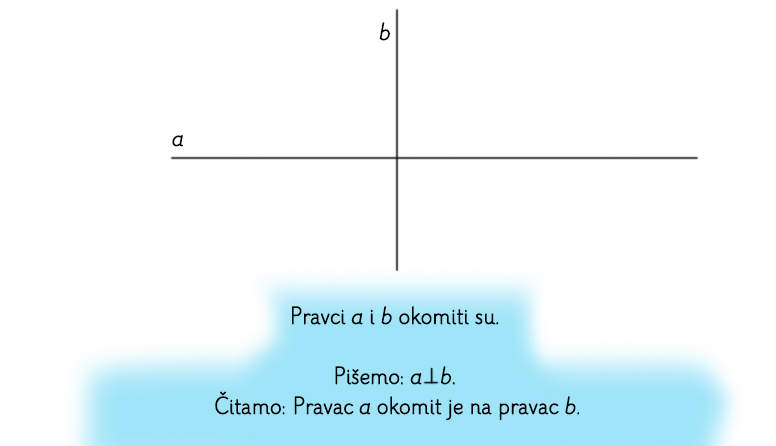 b
a
Pravci a i b okomiti su.
Pišemo: a⊥b.
Čitamo: Pravac a okomit je na pravac b.